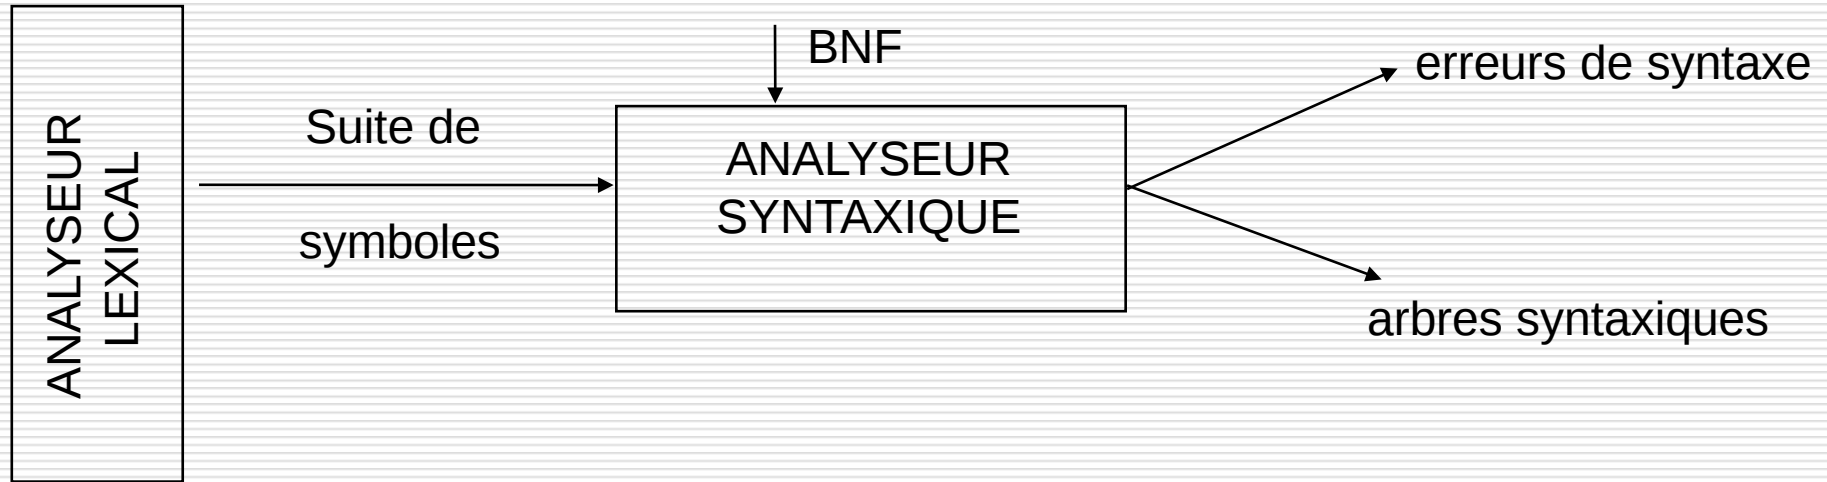 ANALYSEUR
LEXICAL
Suite de
symboles
BNF
ANALYSEUR
SYNTAXIQUE
erreurs de syntaxe
arbres syntaxiques